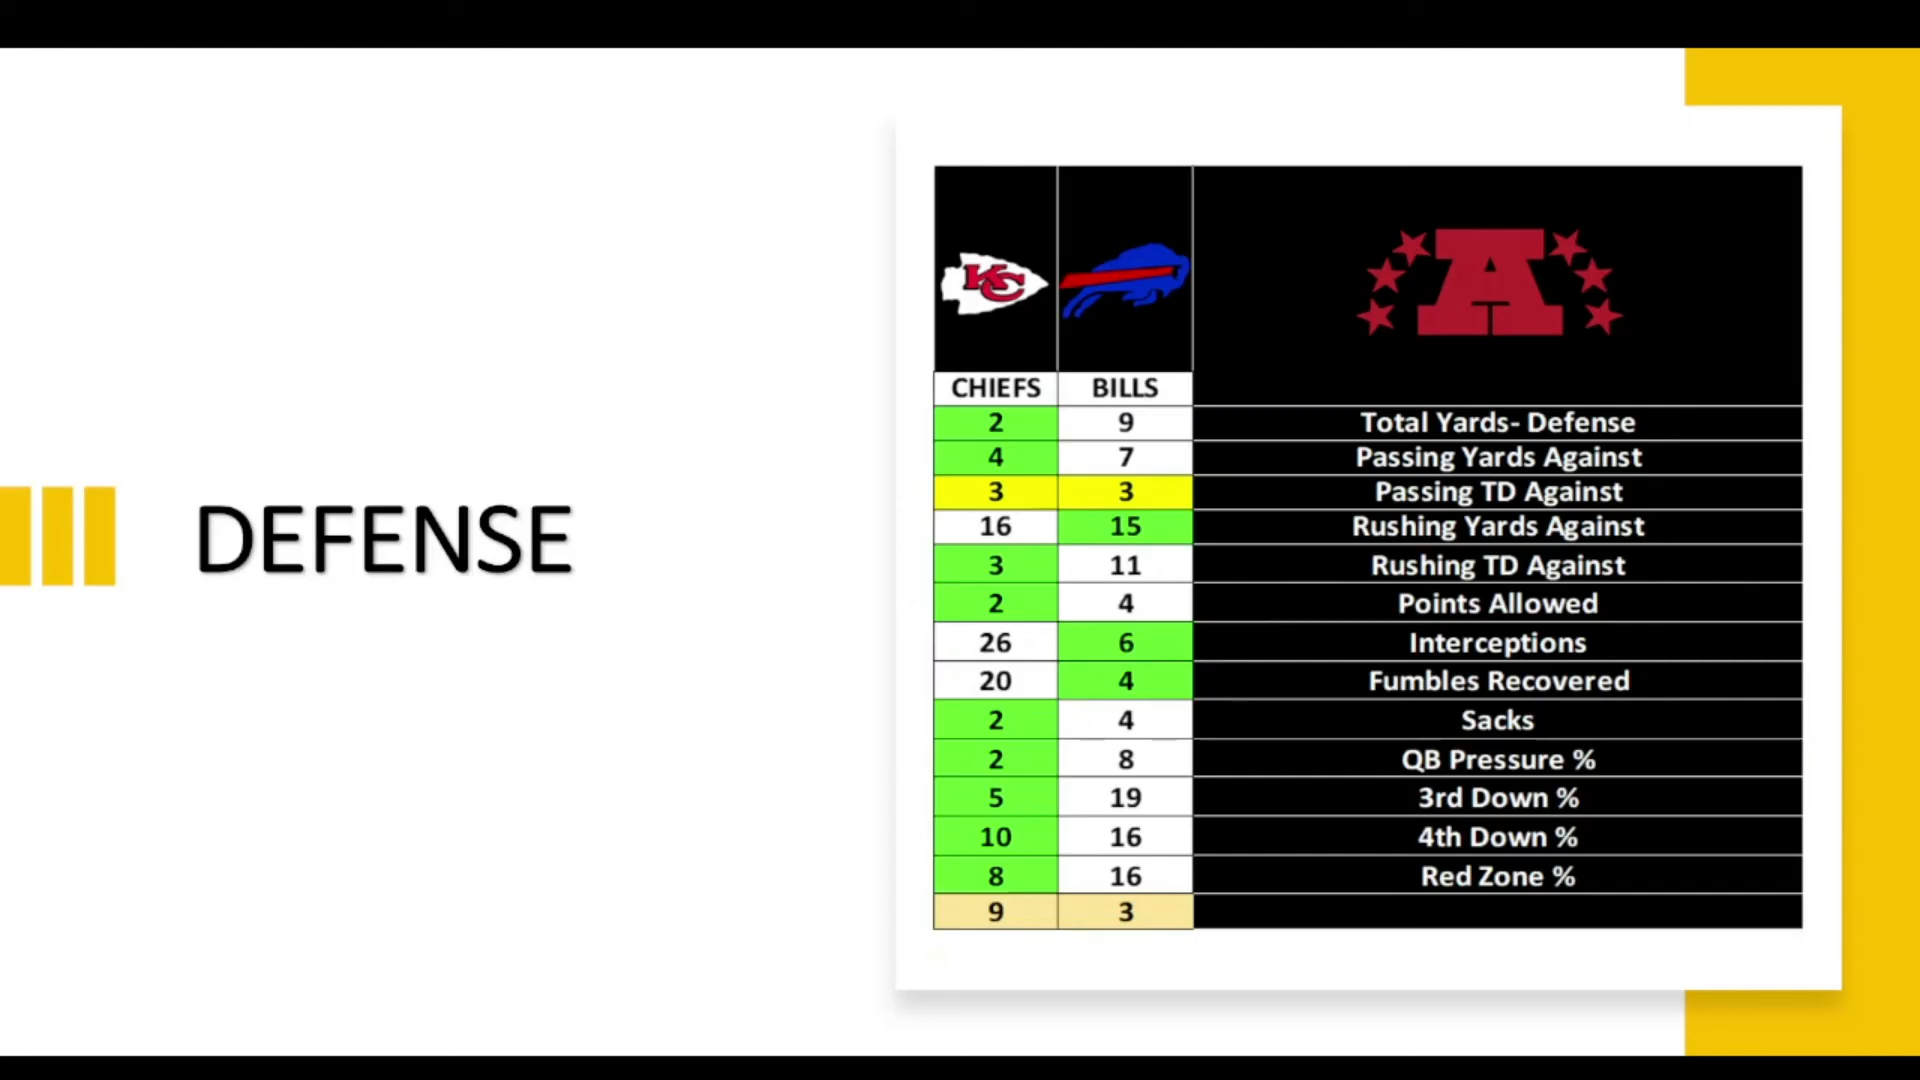 DEFENSE
KC
A
CHIEFS BILLS
2 9 Total Yards- Defense
4 7 Passing Yards Against
3 3 Passing TD Against
16 15 Rushing Yards Against
3 11 Rushing TD Against
2 4 Points Allowed
26 6 Interceptions
20 4 Fumbles Recovered
2 4 Sacks
2 8 QB Pressure %
5 19 3rd Down %
10 16 4th Down %
8 16 Red Zone %
9 3